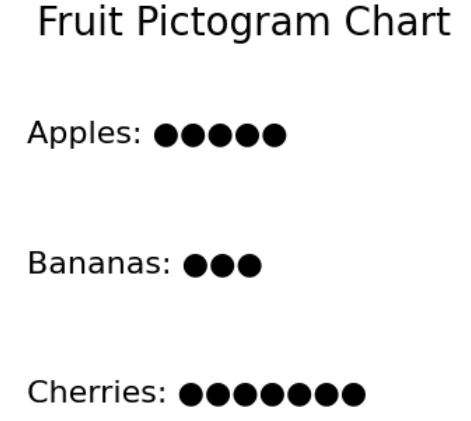 Fruit Pictogram Chart
Apples: ●●●●●
Bananas: ●●●
Cherries: ●●●●●●●